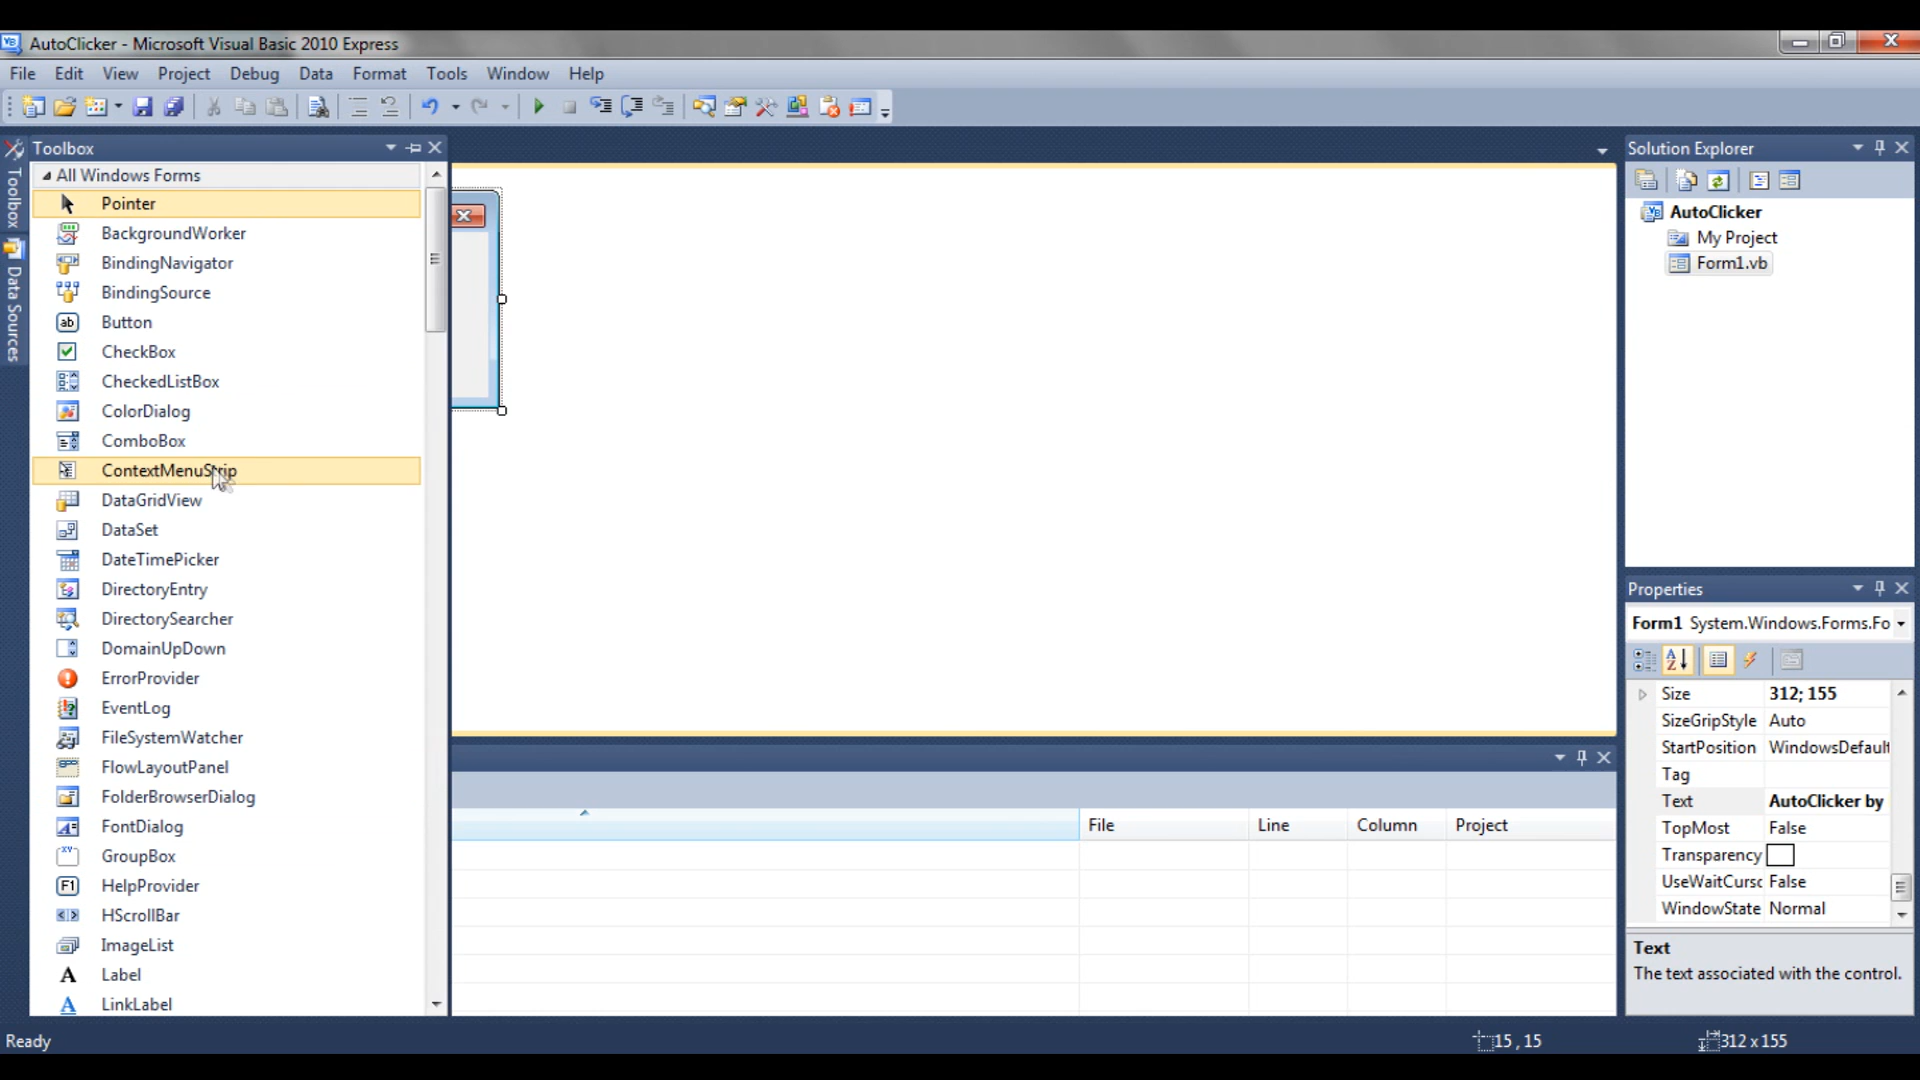 AutoClicker - Microsoft Visual Basic 2010 Express
File Edit View Project Debug Data Format Tools Window Help
Toolbox
Data Sources
Toolbox
All Windows Forms
Pointer
BackgroundWorker
BindingNavigator
BindingSource
Button
CheckBox
CheckedListBox
ColorDialog
ComboBox
ContextMenuStrip
DataGridView
DataSet
DateTimePicker
DirectoryEntry
DirectorySearcher
DomainUpDown
ErrorProvider
EventLog
FileSystemWatcher
FlowLayoutPanel
FolderBrowserDialog
FontDialog
GroupBox
HelpProvider
HScrollBar
ImageList
Label
LinkLabel
File Line Column Project
Solution Explorer
AutoClicker
My Project
Form1.vb
Properties
Form1 System.Windows.Forms.Fo
Size 312; 155
SizeGripStyle Auto
StartPosition WindowsDefault
Tag
Text AutoClicker by
TopMost False
Transparency
UseWaitCursc False
WindowState Normal
Text
The text associated with the control.
Ready 15 , 15 312 x 155